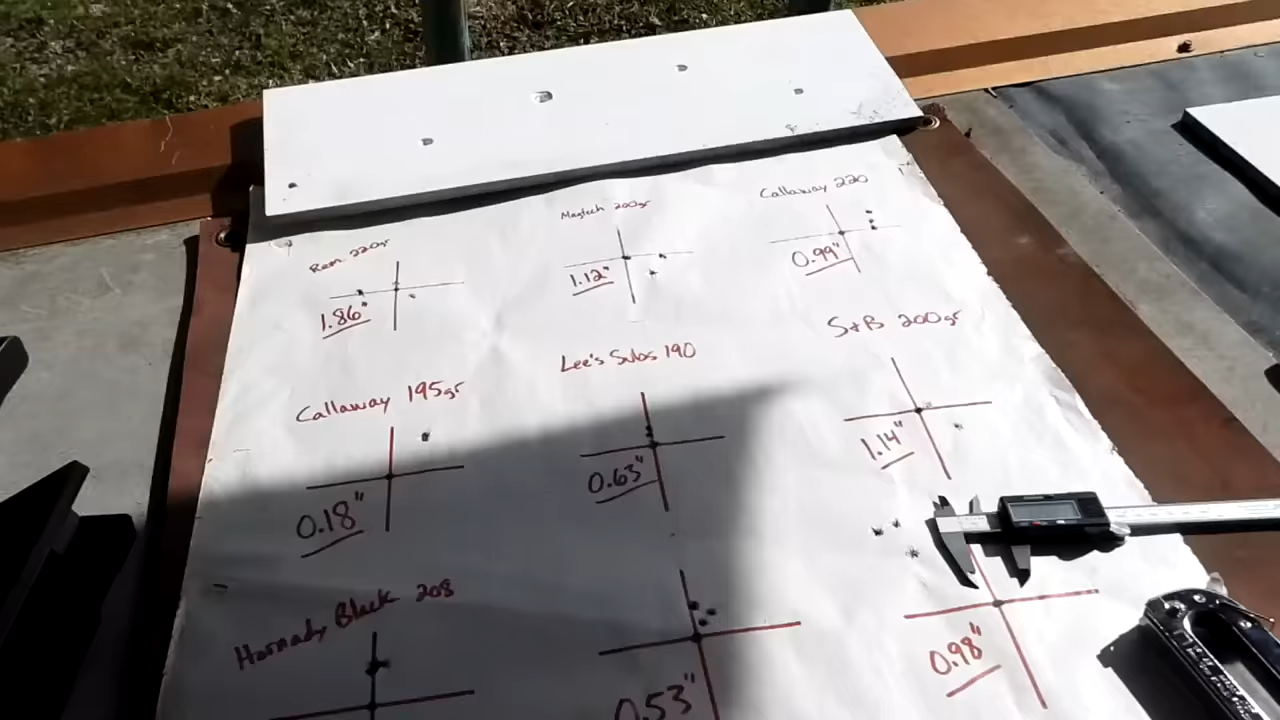 Rem 220gr
1.86"
Magtech 200gr
1.12"
Callaway 220
0.99"
Callaway 195gr
0.18"
Lee's Subs 190
0.63"
S+B 200gr
1.14"
Hornady Black 208
0.53"
0.98"